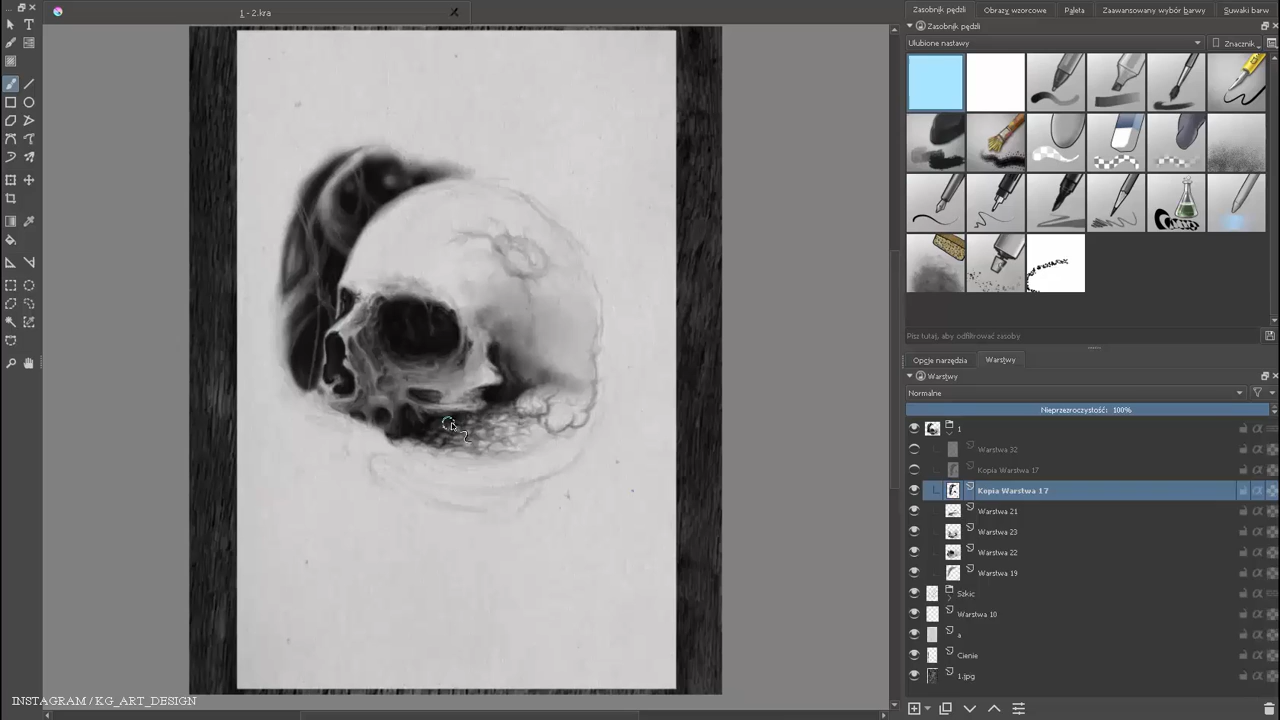 1 - 2.kra
Zasobnik pędzli
Obrazy wzorcowe
Paleta
Zaawansowany wybór barwy
Suwaki barw
Zasobnik pędzli
Ulubione nastawy
Znacznik
Pisz tutaj, aby odfiltrować zasoby
Opcje narzędzia
Warstwy
Warstwy
Normalne
Nieprzezroczystość: 100%
1
Warstwa 32
Kopia Warstwa 17
Kopia Warstwa 17
Warstwa 21
Warstwa 23
Warstwa 22
Warstwa 19
Szkic
Warstwa 10
a
Cienie
1.jpg
INSTAGRAM / KG_ART_DESIGN